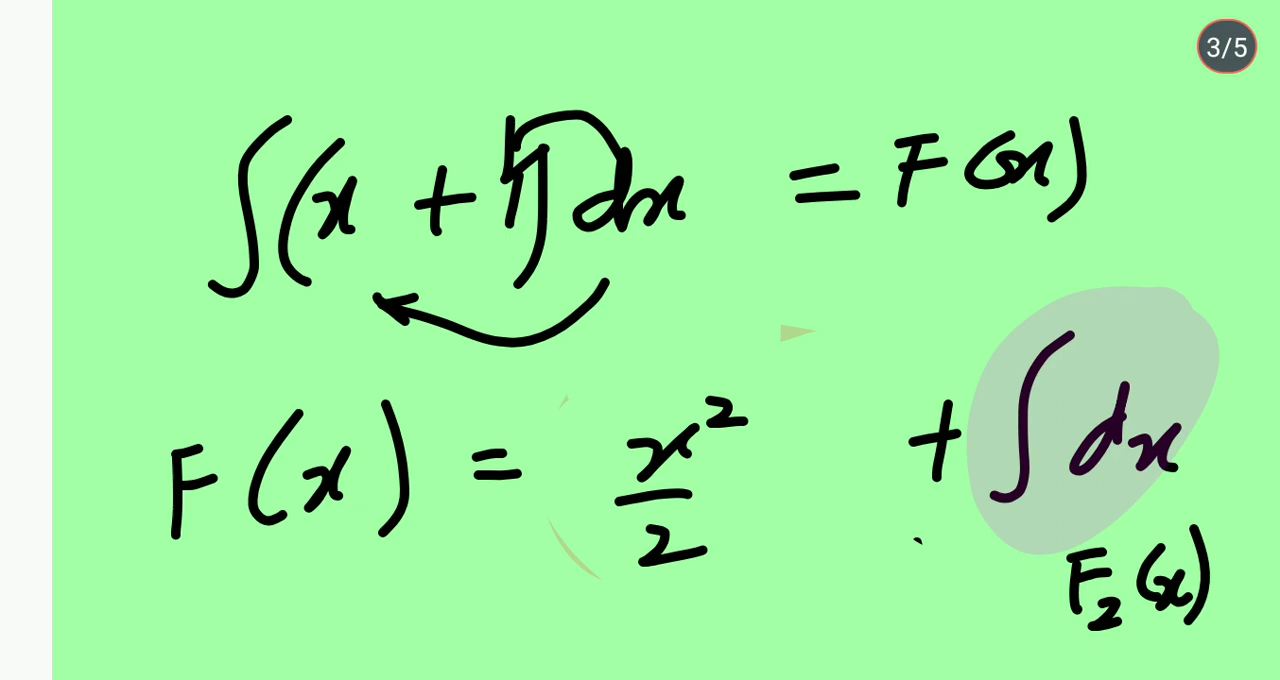 3/5
∫(x + 1)dx = F(x)
F(x) = x²/2 + ∫dx
F₂(x)